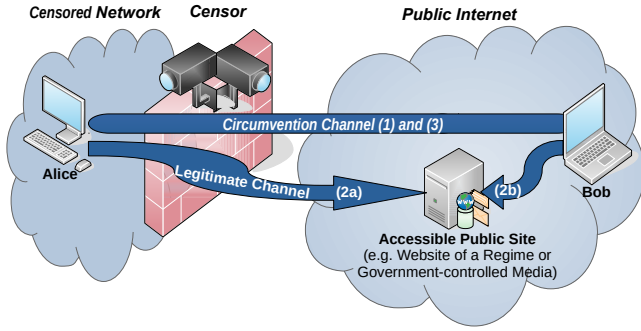 Censored Network
Censor
Public Internet
Circumvention Channel (1) and (3)
Alice
Legitimate Channel
(2a)
(2b)
Bob
Accessible Public Site
(e.g. Website of a Regime or
Government-controlled Media)